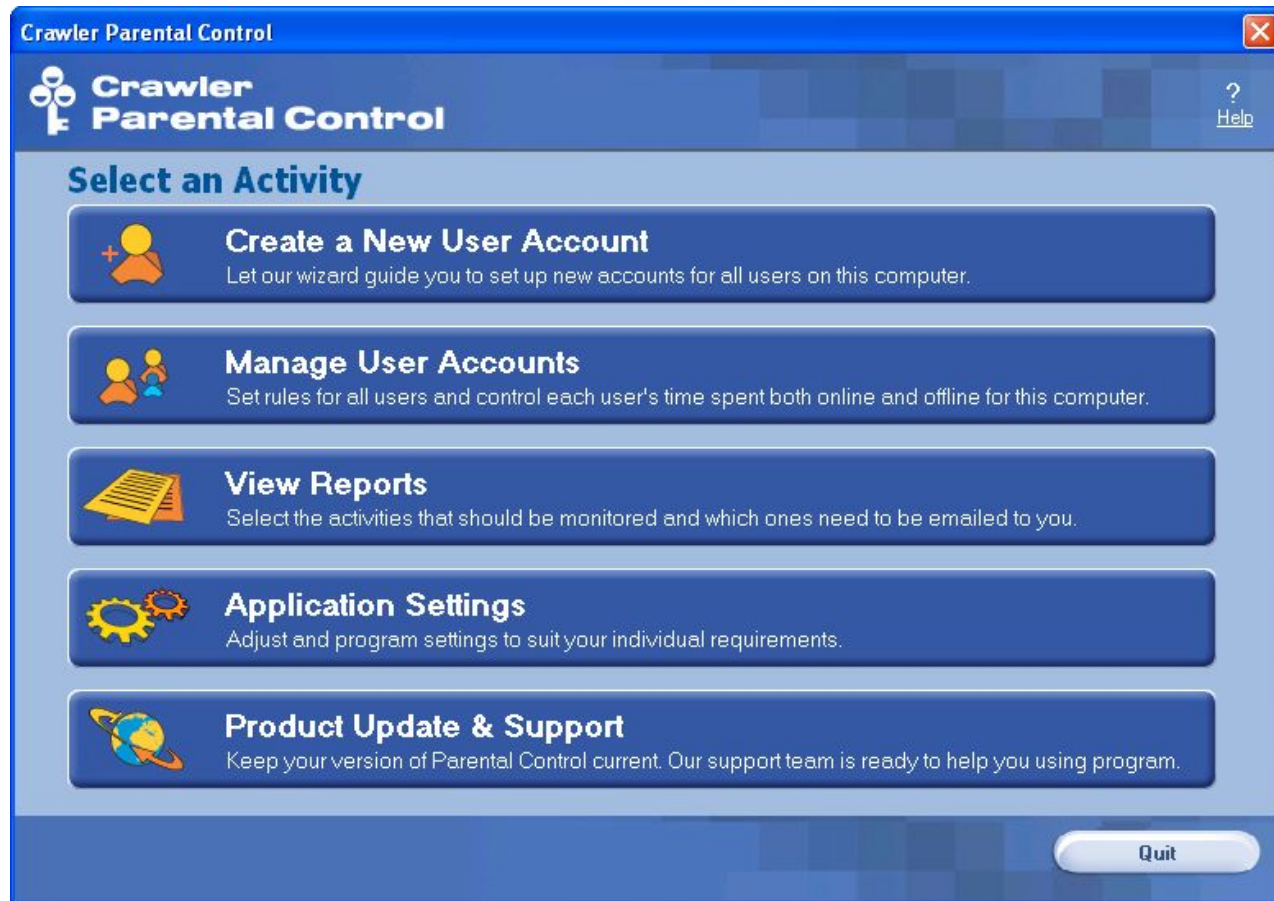 Crawler Parental Control
Crawler
Parental Control
?
Help
Select an Activity
Create a New User Account
Let our wizard guide you to set up new accounts for all users on this computer.
Manage User Accounts
Set rules for all users and control each user's time spent both online and offline for this computer.
View Reports
Select the activities that should be monitored and which ones need to be emailed to you.
Application Settings
Adjust and program settings to suit your individual requirements.
Product Update & Support
Keep your version of Parental Control current. Our support team is ready to help you using program.
Quit